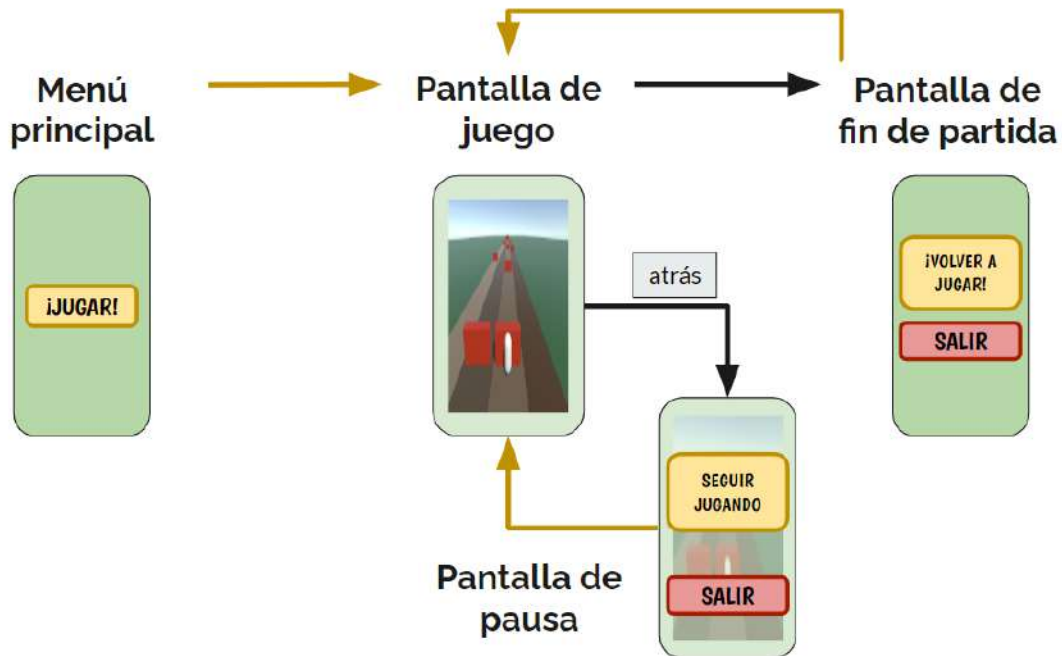 Menú
principal
Pantalla de
juego
Pantalla de
fin de partida
¡JUGAR!
atrás
¡VOLVER A
JUGAR!
SALIR
SEGUIR
JUGANDO
SALIR
Pantalla de
pausa